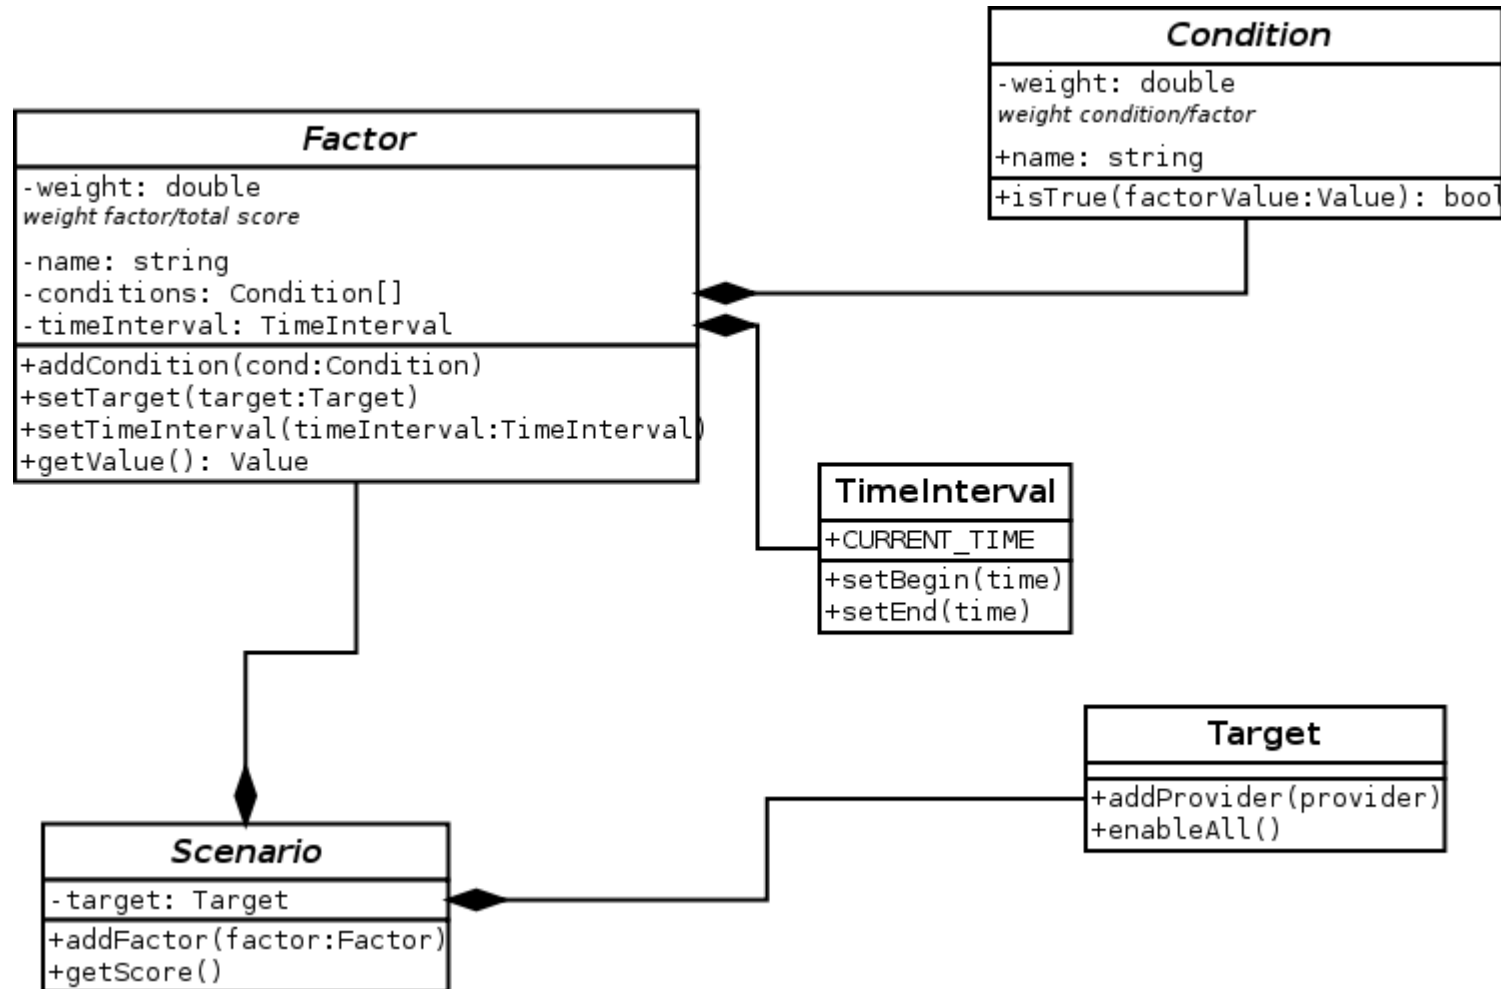 Condition
-weight: double
weight condition/factor
+name: string
+isTrue(factorValue:Value): bool
Factor
-weight: double
weight factor/total score
-name: string
-conditions: Condition[]
-timeInterval: TimeInterval
+addCondition(cond:Condition)
+setTarget(target:Target)
+setTimeInterval(timeInterval:TimeInterval)
+getValue(): Value
TimeInterval
+CURRENT_TIME
+setBegin(time)
+setEnd(time)
Target
+addProvider(provider)
+enableAll()
Scenario
-target: Target
+addFactor(factor:Factor)
+getScore()